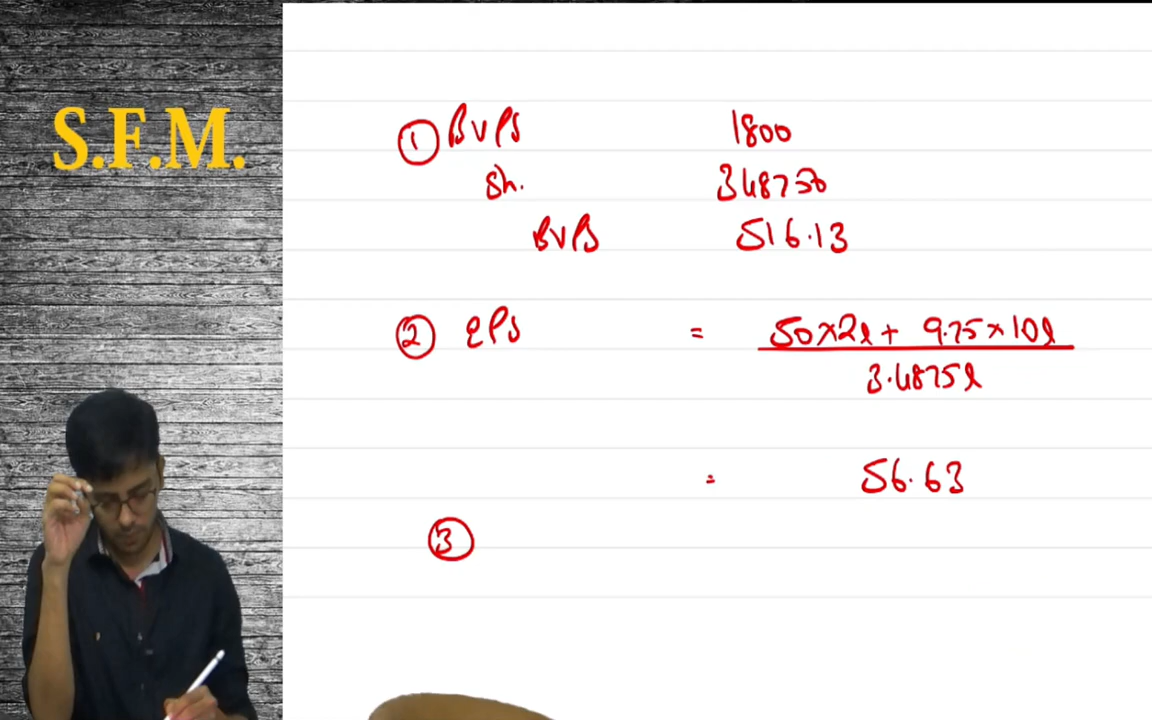 S.F.M.
① BVPS 1800
Sh. 348750
BVPS 516.13
② EPS = 50×2l + 9.75×10l
3.4875l
= 56.63
③